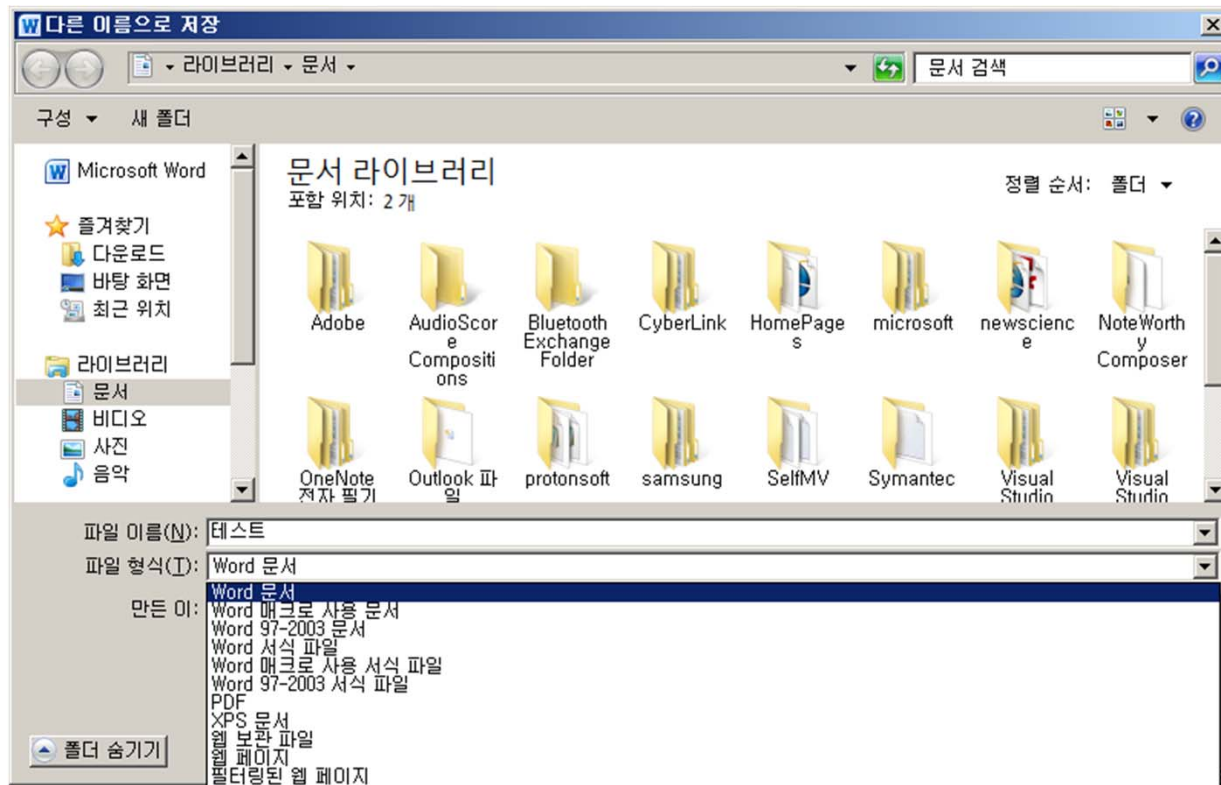 다른 이름으로 저장
라이브러리 문서
문서 검색
구성 새 폴더
Microsoft Word
즐겨찾기
다운로드
바탕 화면
최근 위치
라이브러리
문서
비디오
사진
음악
문서 라이브러리
포함 위치: 2 개
정렬 순서: 폴더
Adobe
AudioScor
e
Compositi
ons
Bluetooth
Exchange
Folder
CyberLink
HomePage
s
microsoft
newscienc
e
NoteWorth
y
Composer
OneNote
전자 필기
Outlook 파
일
protonsoft
samsung
SelfMV
Symantec
Visual
Studio
Visual
Studio
파일 이름(N): 테스트
파일 형식(T): Word 문서
만든 이:
Word 문서
Word 매크로 사용 문서
Word 97-2003 문서
Word 서식 파일
Word 매크로 사용 서식 파일
Word 97-2003 서식 파일
PDF
XPS 문서
웹 보관 파일
웹 페이지
필터링된 웹 페이지
폴더 숨기기